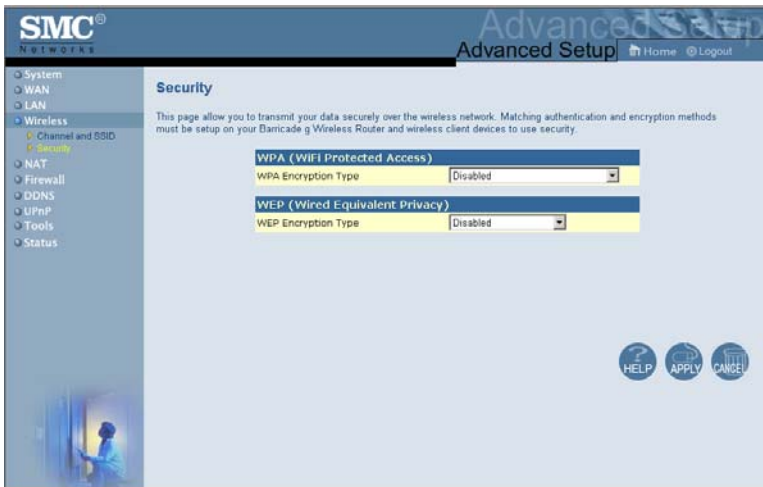 SMC®
Networks
Advanced Setup
Advanced Setup
Home
Logout
System
WAN
LAN
Wireless
Channel and SSID
Security
NAT
Firewall
DDNS
UPnP
Tools
Status
Security
This page allow you to transmit your data securely over the wireless network. Matching authentication and encryption methods
must be setup on your Barricade g Wireless Router and wireless client devices to use security.
WPA (WiFi Protected Access)
WPA Encryption Type Disabled
WEP (Wired Equivalent Privacy)
WEP Encryption Type Disabled
HELP APPLY CANCEL